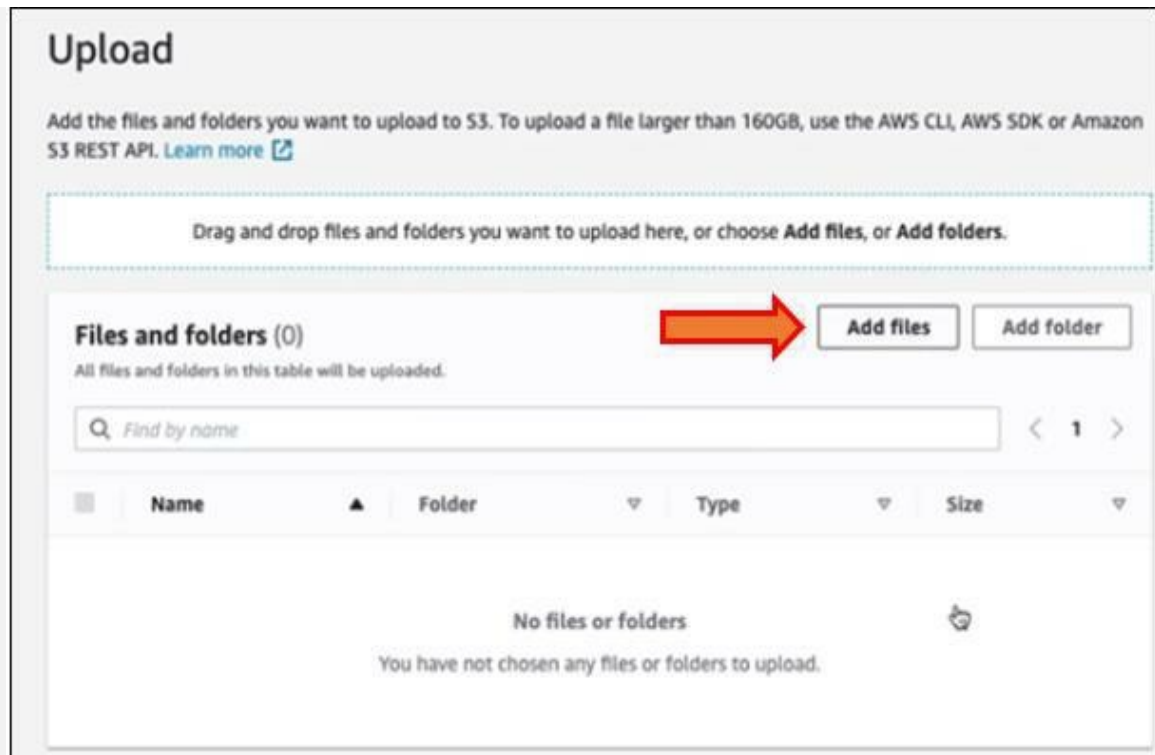 Upload
Add the files and folders you want to upload to S3. To upload a file larger than 160GB, use the AWS CLI, AWS SDK or Amazon
S3 REST API. Learn more
Drag and drop files and folders you want to upload here, or choose Add files, or Add folders.
Files and folders (0)
Add files
Add folder
All files and folders in this table will be uploaded.
Find by name
< 1 >
Name Folder Type Size
No files or folders
You have not chosen any files or folders to upload.